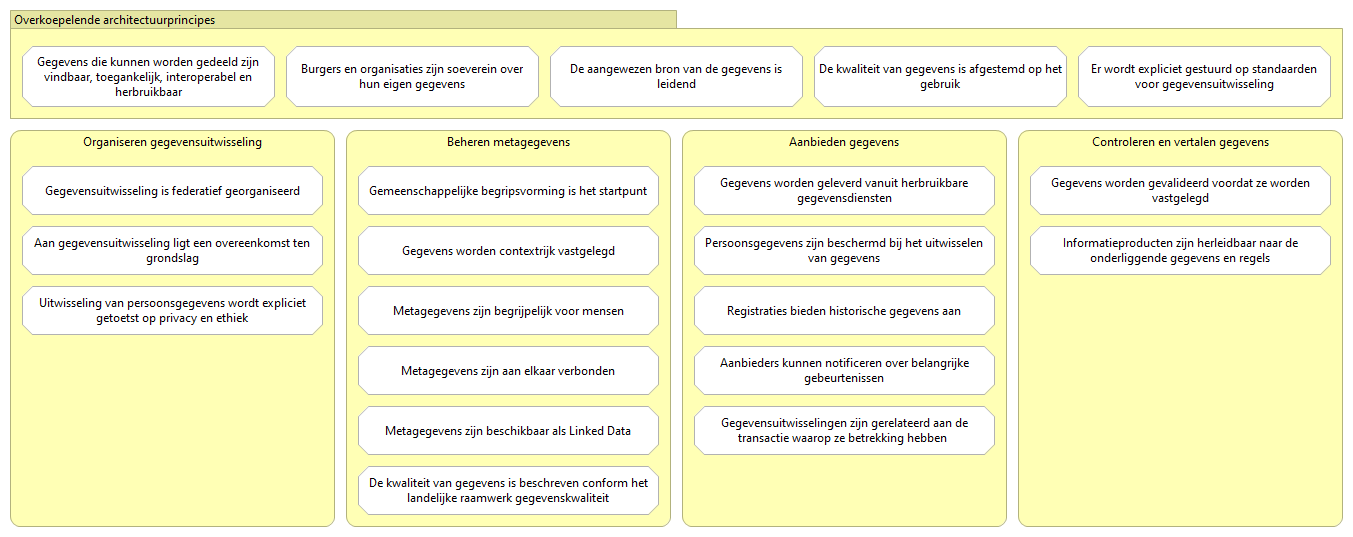 Overkoepelende architectuurprincipes
Gegevens die kunnen worden gedeeld zijn
vindbaar, toegankelijk, interoperabel en
herbruikbaar
Burgers en organisaties zijn soeverein over
hun eigen gegevens
De aangewezen bron van de gegevens is
leidend
De kwaliteit van gegevens is afgestemd op het
gebruik
Er wordt expliciet gestuurd op standaarden
voor gegevensuitwisseling
Organiseren gegevensuitwisseling
Gegevensuitwisseling is federatief georganiseerd
Aan gegevensuitwisseling ligt een overeenkomst ten
grondslag
Uitwisseling van persoonsgegevens wordt expliciet
getoetst op privacy en ethiek
Beheren metagegevens
Gemeenschappelijke begripsvorming is het startpunt
Gegevens worden contextrijk vastgelegd
Metagegevens zijn begrijpelijk voor mensen
Metagegevens zijn aan elkaar verbonden
Metagegevens zijn beschikbaar als Linked Data
De kwaliteit van gegevens is beschreven conform het
landelijke raamwerk gegevenskwaliteit
Aanbieden gegevens
Gegevens worden geleverd vanuit herbruikbare
gegevensdiensten
Persoonsgegevens zijn beschermd bij het uitwisselen
van gegevens
Registraties bieden historische gegevens aan
Aanbieders kunnen notificeren over belangrijke
gebeurtenissen
Gegevensuitwisselingen zijn gerelateerd aan de
transactie waarop ze betrekking hebben
Controleren en vertalen gegevens
Gegevens worden gevalideerd voordat ze worden
vastgelegd
Informatieproducten zijn herleidbaar naar de
onderliggende gegevens en regels